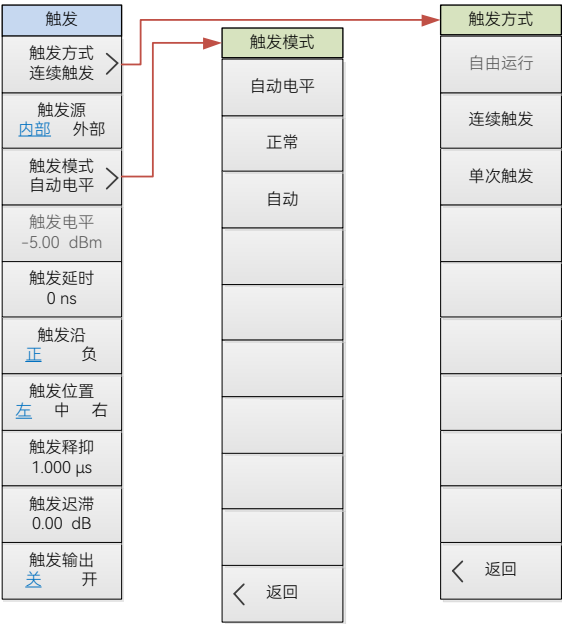 触发
触发方式
连续触发
触发源
内部 外部
触发模式
自动电平
触发电平
-5.00 dBm
触发延时
0 ns
触发沿
正 负
触发位置
左 中 右
触发释抑
1.000 μs
触发迟滞
0.00 dB
触发输出
关 开
触发模式
自动电平
正常
自动
返回
触发方式
自由运行
连续触发
单次触发
返回